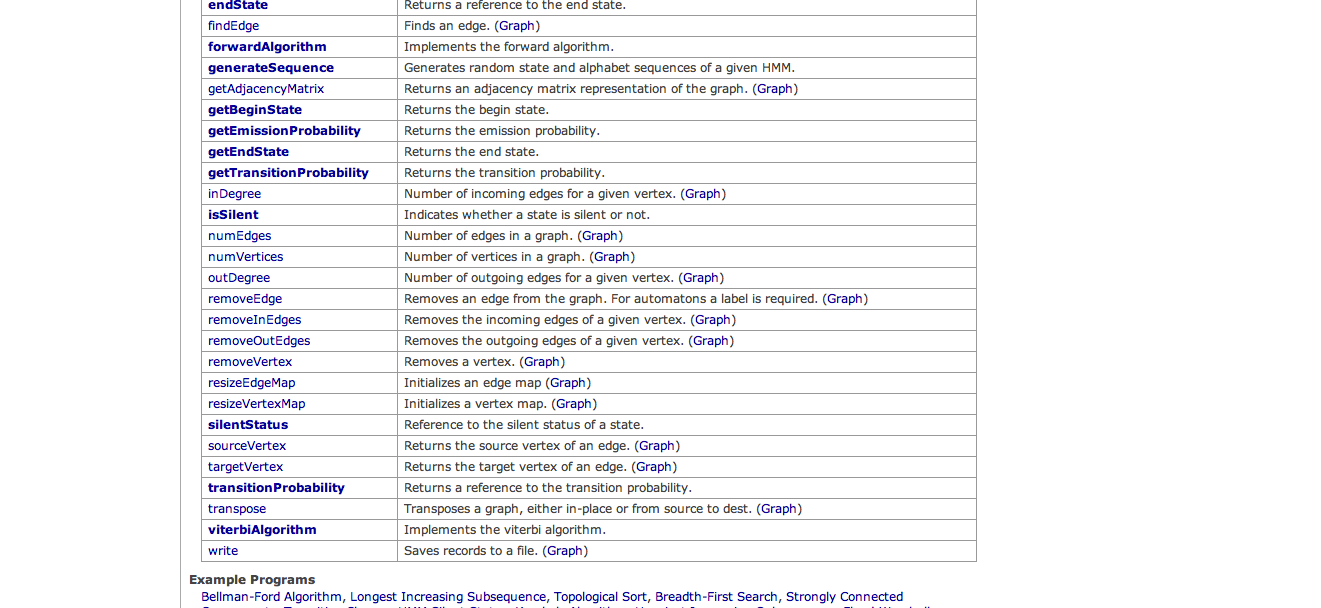 endState Returns a reference to the end state.
findEdge Finds an edge. (Graph)
forwardAlgorithm Implements the forward algorithm.
generateSequence Generates random state and alphabet sequences of a given HMM.
getAdjacencyMatrix Returns an adjacency matrix representation of the graph. (Graph)
getBeginState Returns the begin state.
getEmissionProbability Returns the emission probability.
getEndState Returns the end state.
getTransitionProbability Returns the transition probability.
inDegree Number of incoming edges for a given vertex. (Graph)
isSilent Indicates whether a state is silent or not.
numEdges Number of edges in a graph. (Graph)
numVertices Number of vertices in a graph. (Graph)
outDegree Number of outgoing edges for a given vertex. (Graph)
removeEdge Removes an edge from the graph. For automatons a label is required. (Graph)
removeInEdges Removes the incoming edges of a given vertex. (Graph)
removeOutEdges Removes the outgoing edges of a given vertex. (Graph)
removeVertex Removes a vertex. (Graph)
resizeEdgeMap Initializes an edge map (Graph)
resizeVertexMap Initializes a vertex map. (Graph)
silentStatus Reference to the silent status of a state.
sourceVertex Returns the source vertex of an edge. (Graph)
targetVertex Returns the target vertex of an edge. (Graph)
transitionProbability Returns a reference to the transition probability.
transpose Transposes a graph, either in-place or from source to dest. (Graph)
viterbiAlgorithm Implements the viterbi algorithm.
write Saves records to a file. (Graph)
Example Programs
Bellman-Ford Algorithm, Longest Increasing Subsequence, Topological Sort, Breadth-First Search, Strongly Connected